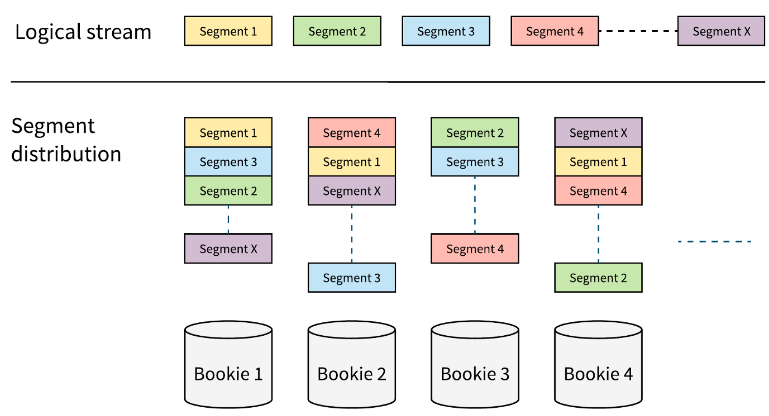 Logical stream
Segment 1
Segment 2
Segment 3
Segment 4
Segment X
Segment
distribution
Segment 1
Segment 3
Segment 2
Segment X
Segment 4
Segment 1
Segment X
Segment 3
Segment 2
Segment 3
Segment 4
Segment X
Segment 1
Segment 4
Segment 2
Bookie 1
Bookie 2
Bookie 3
Bookie 4